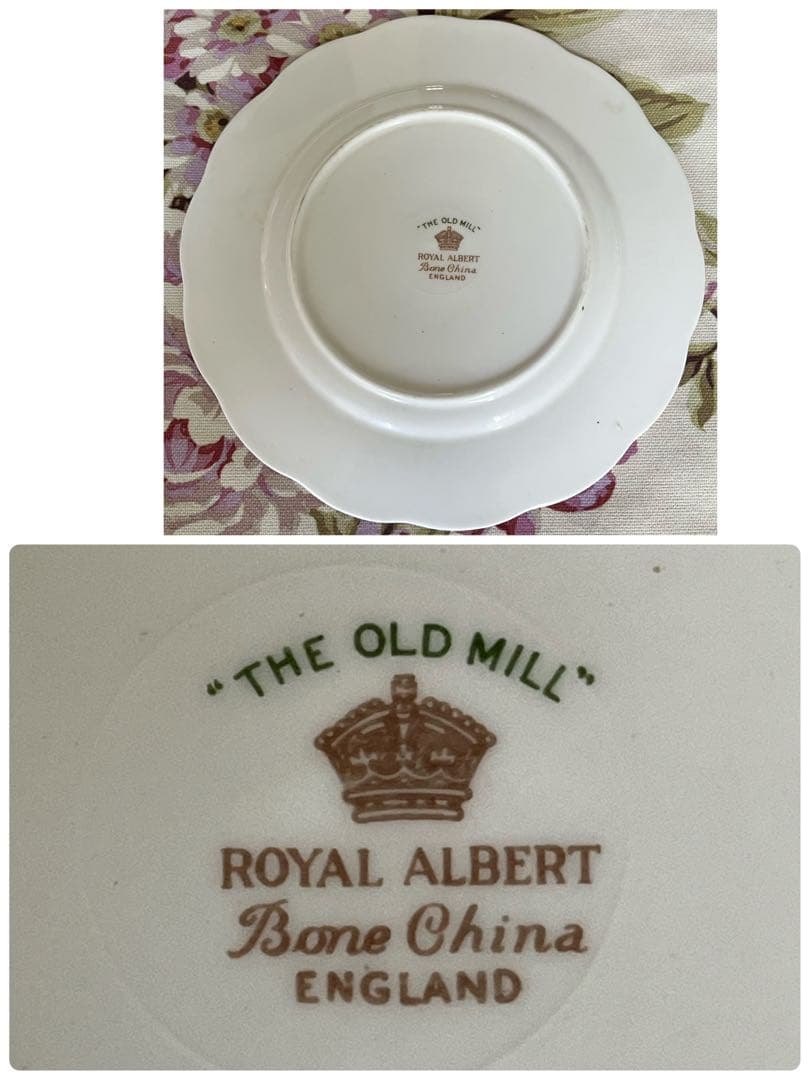 "THE OLD MILL"
ROYAL ALBERT
Bone China
ENGLAND
"THE OLD MILL"
ROYAL ALBERT
Bone China
ENGLAND